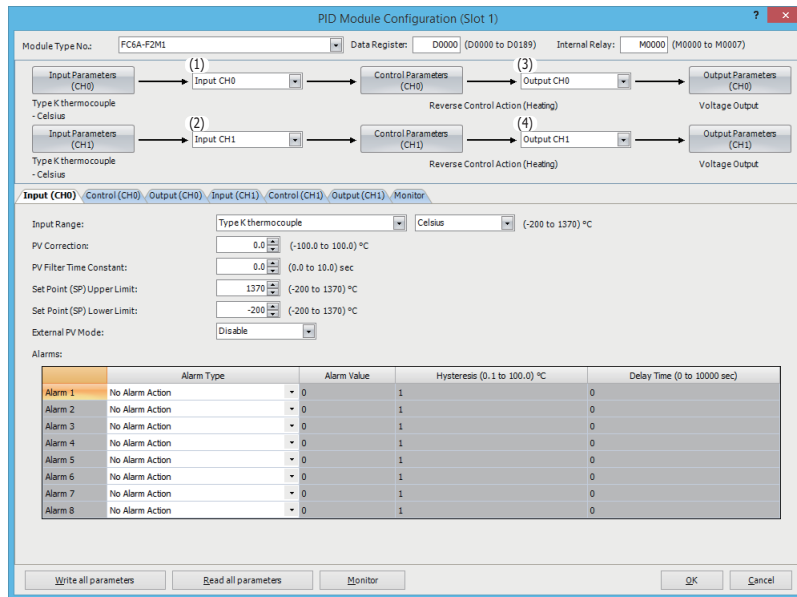 PID Module Configuration (Slot 1)
? ×
Module Type No.: FC6A-F2M1 Data Register: D0000 (D0000 to D0189) Internal Relay: M0000 (M0000 to M0007)
(1) (3)
Input Parameters (CH0) Input CH0 Control Parameters (CH0) Output CH0 Output Parameters (CH0)
Type K thermocouple
- Celsius
Reverse Control Action (Heating) Voltage Output
(2) (4)
Input Parameters (CH1) Input CH1 Control Parameters (CH1) Output CH1 Output Parameters (CH1)
Type K thermocouple
- Celsius
Reverse Control Action (Heating) Voltage Output
Input (CH0) Control (CH0) Output (CH0) Input (CH1) Control (CH1) Output (CH1) Monitor
Input Range: Type K thermocouple Celsius (-200 to 1370) °C
PV Correction: 0.0 (-100.0 to 100.0) °C
PV Filter Time Constant: 0.0 (0.0 to 10.0) sec
Set Point (SP) Upper Limit: 1370 (-200 to 1370) °C
Set Point (SP) Lower Limit: -200 (-200 to 1370) °C
External PV Mode: Disable
Alarms:
Alarm Type Alarm Value Hysteresis (0.1 to 100.0) °C Delay Time (0 to 10000 sec)
Alarm 1 No Alarm Action 0 1 0
Alarm 2 No Alarm Action 0 1 0
Alarm 3 No Alarm Action 0 1 0
Alarm 4 No Alarm Action 0 1 0
Alarm 5 No Alarm Action 0 1 0
Alarm 6 No Alarm Action 0 1 0
Alarm 7 No Alarm Action 0 1 0
Alarm 8 No Alarm Action 0 1 0
Write all parameters Read all parameters Monitor OK Cancel